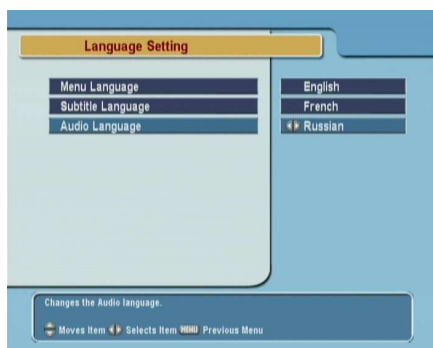 Language Setting
Menu Language English
Subtitle Language French
Audio Language Russian
Changes the Audio language.
Moves Item Selects Item MENU Previous Menu